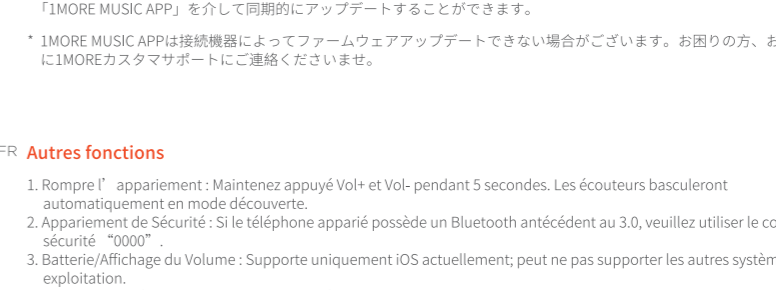 「1MORE MUSIC APP」を介して同期的にアップデートすることができます。
* 1MORE MUSIC APPは接続機器によってファームウェアアップデートできない場合がございます。お困りの方、
に1MOREカスタマサポートにご連絡くださいませ。
FR Autres fonctions
1. Rompre l’appariement : Maintenez appuyé Vol+ et Vol- pendant 5 secondes. Les écouteurs basculeront
automatiquement en mode découverte.
2. Appariement de Sécurité : Si le téléphone apparié possède un Bluetooth antécédent au 3.0, veuillez utiliser le
sécurité “0000”.
3. Batterie/Affichage du Volume : Supporte uniquement iOS actuellement; peut ne pas supporter les autres
exploitation.